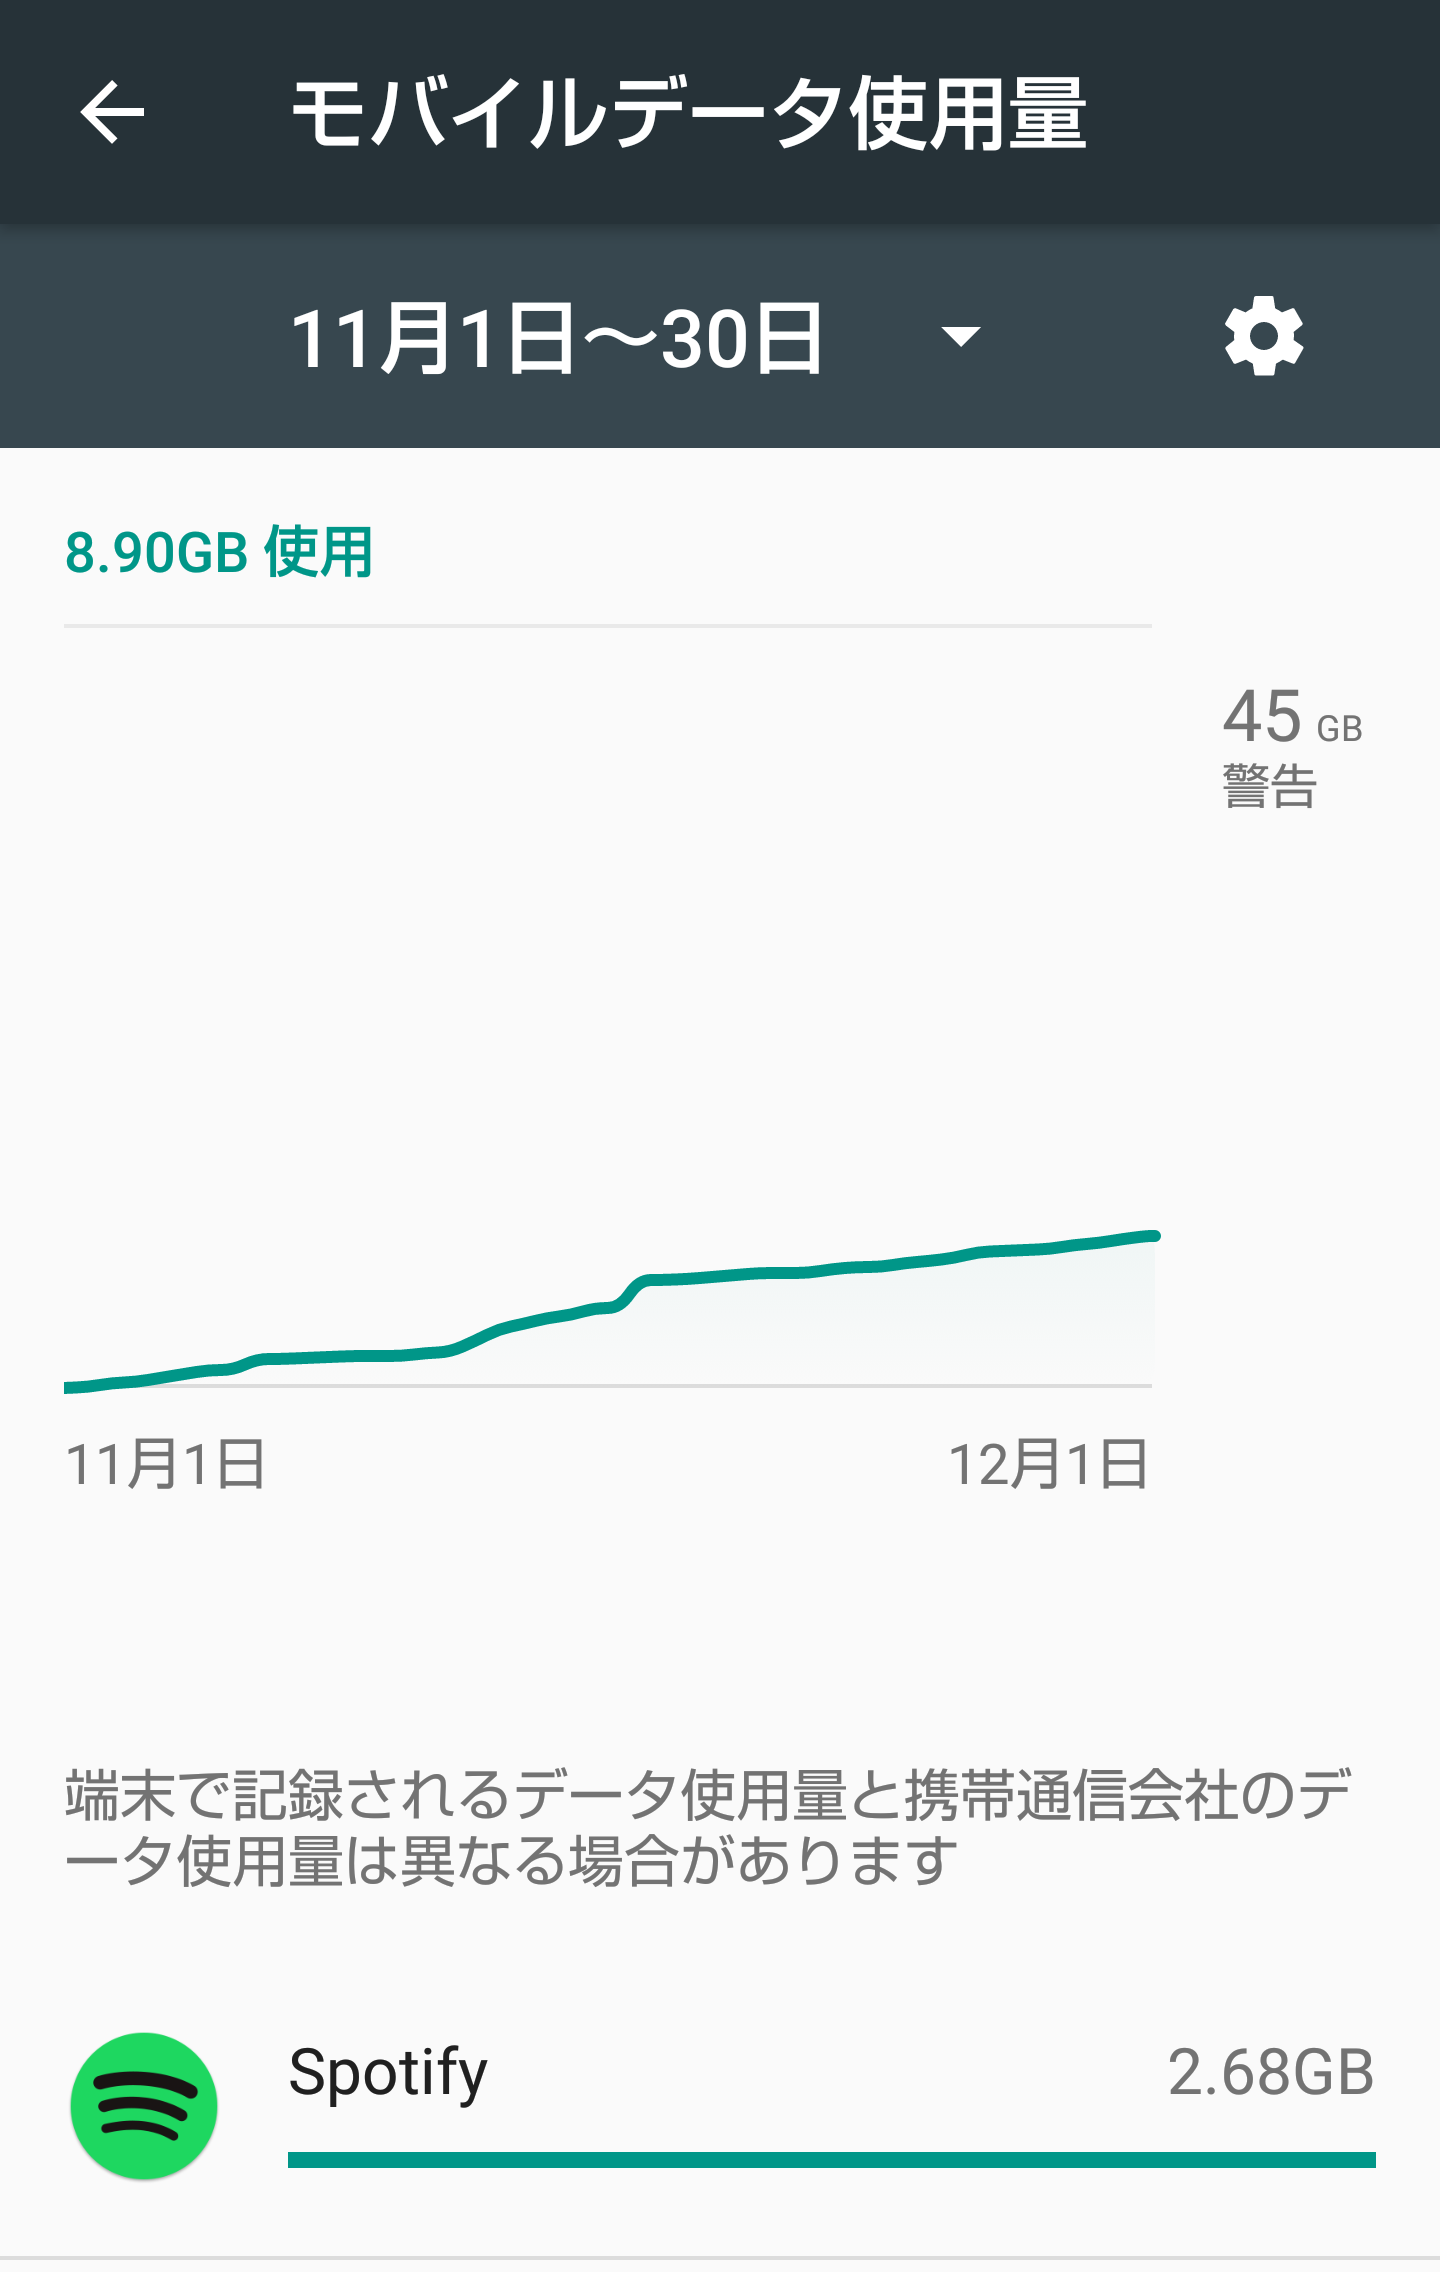 モバイルデータ使用量
11月1日～30日
8.90GB 使用
45 GB
警告
11月1日
12月1日
端末で記録されるデータ使用量と携帯通信会社のデ
ータ使用量は異なる場合があります
Spotify 2.68GB